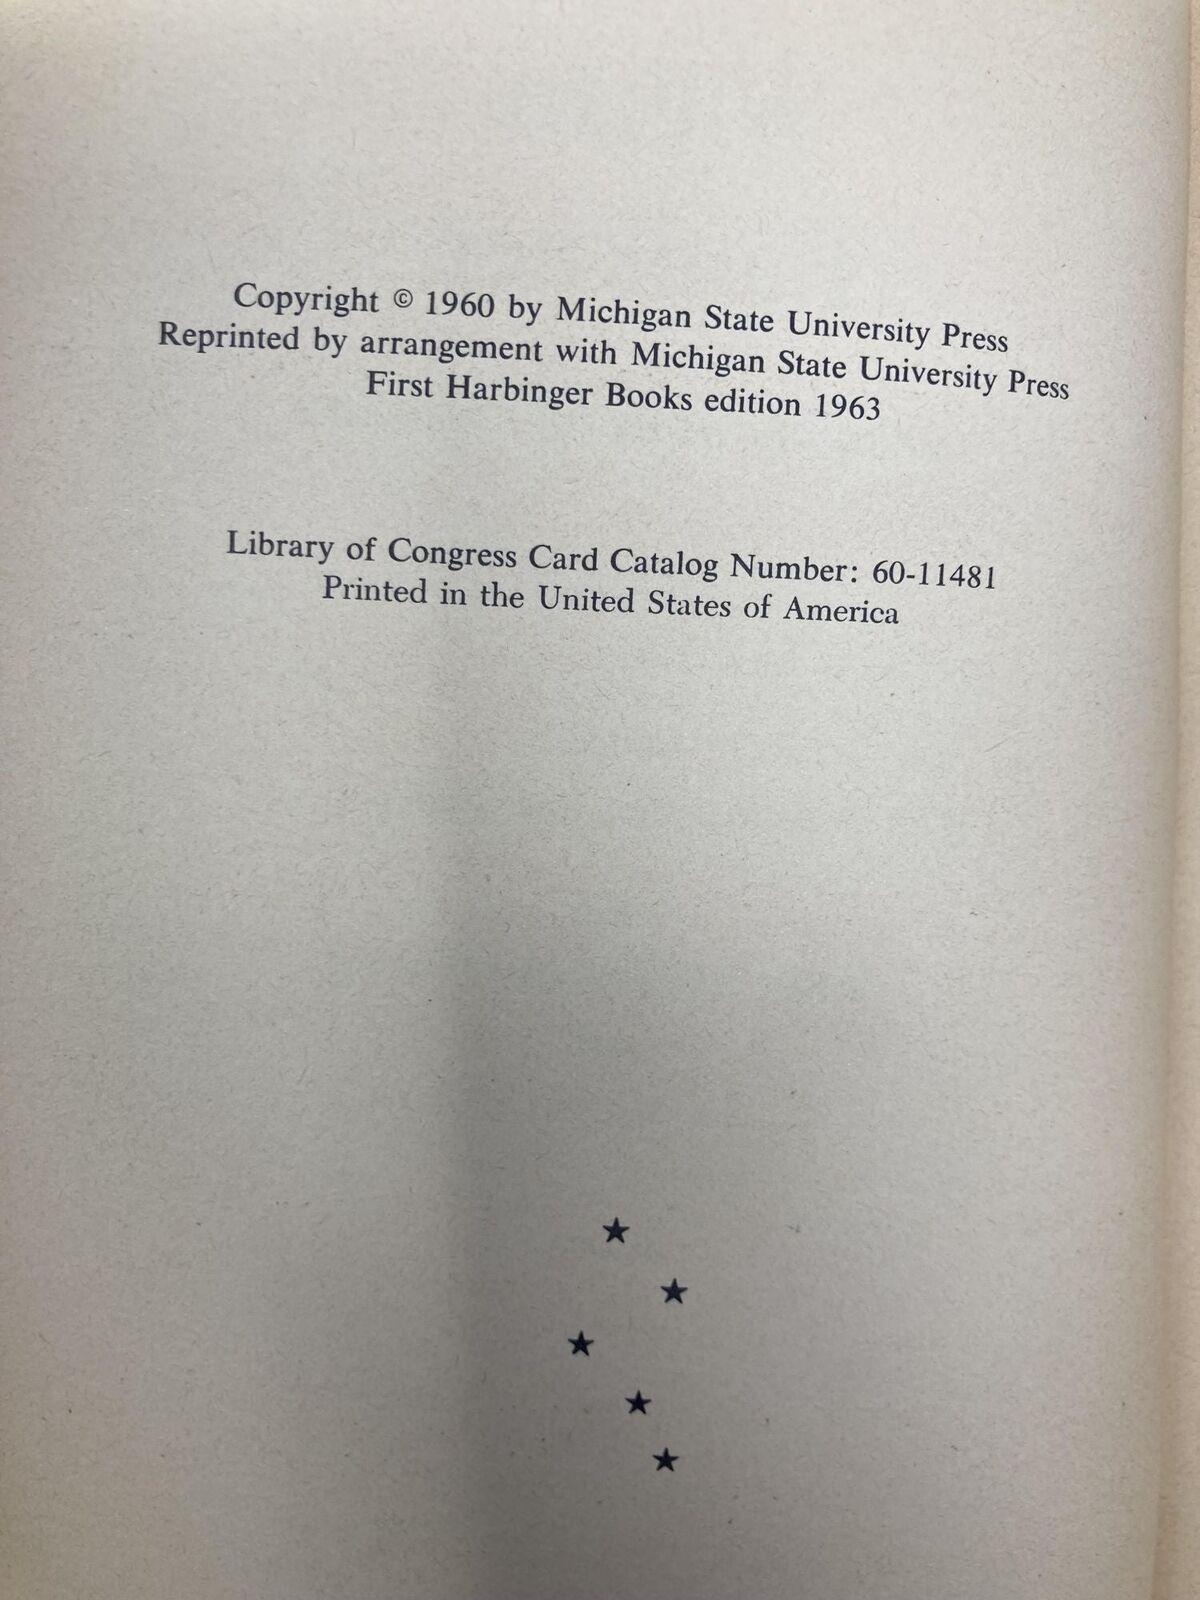 Copyright © 1960 by Michigan State University Press
Reprinted by arrangement with Michigan State University Press
First Harbinger Books edition 1963
Library of Congress Card Catalog Number: 60-11481
Printed in the United States of America